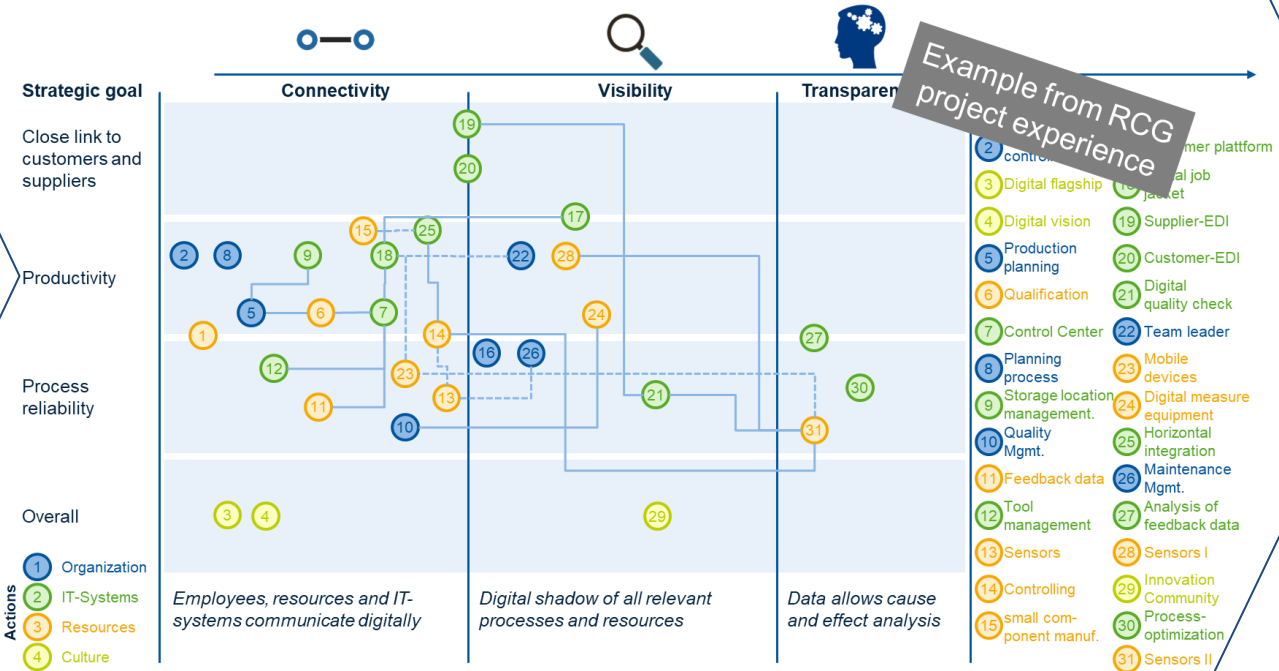 Example from RCG
project experience
Strategic goal
Connectivity
Visibility
Close link to
customers and
suppliers
19
20
17
Productivity
15
25
2
8
9
18
22
28
5
6
7
24
1
14
27
Process
reliability
16
26
12
23
30
11
13
21
10
31
Overall
3
4
29
Employees, resources and IT-
systems communicate digitally
Digital shadow of all relevant
processes and resources
Data allows cause
and effect analysis
Actions
1 Organization
2 IT-Systems
3 Resources
4 Culture
2
3 Digital flagship
4 Digital vision
5 Production
planning
6 Qualification
7 Control Center
8 Planning
process
9 Storage location
management.
10 Quality
Mgmt.
11 Feedback data
12 Tool
management
13 Sensors
14 Controlling
15 small com-
ponent manuf.
plattform
job
jacket
19 Supplier-EDI
20 Customer-EDI
21 Digital
quality check
22 Team leader
23 Mobile
devices
24 Digital measure
equipment
25 Horizontal
integration
26 Maintenance
Mgmt.
27 Analysis of
feedback data
28 Sensors I
29 Innovation
Community
30 Process-
optimization
31 Sensors II